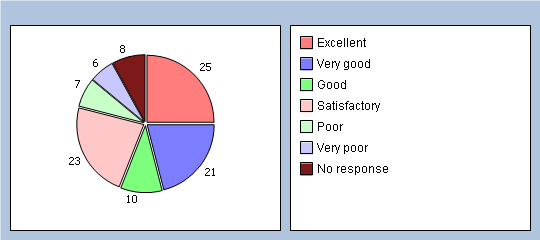 8
6
25
7
23
21
10
Excellent
Very good
Good
Satisfactory
Poor
Very poor
No response